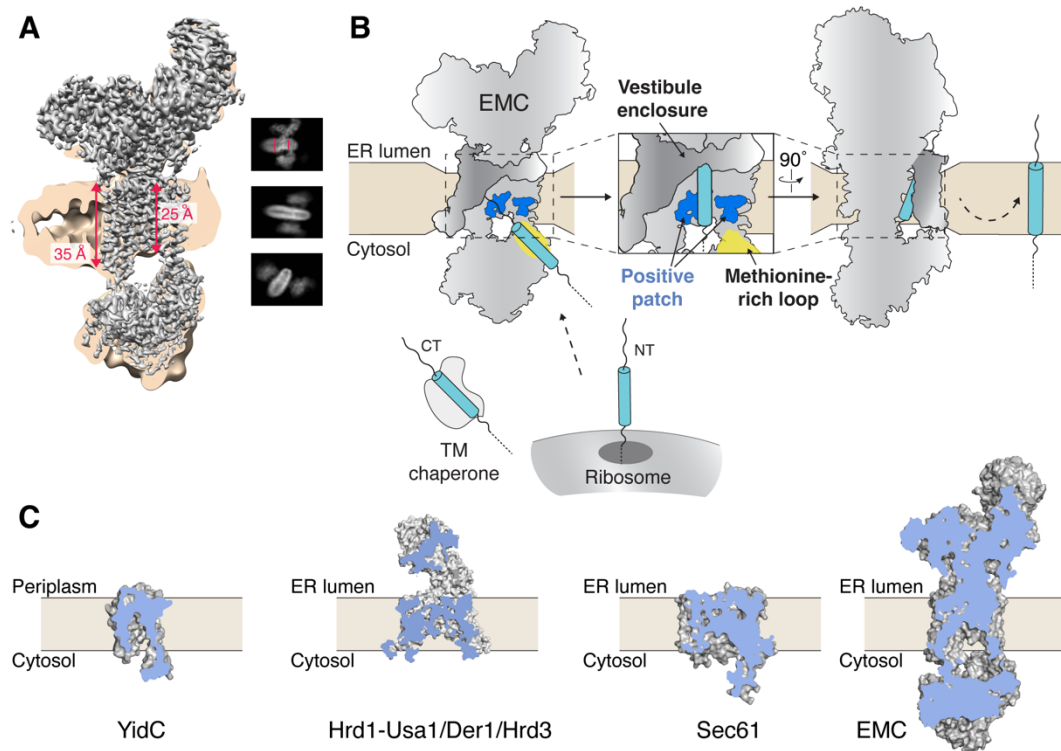 A
35 Å
25 Å
B
EMC
Vestibule
enclosure
90°
ER lumen
Cytosol
Positive
patch
Methionine-
rich loop
CT
NT
TM
chaperone
Ribosome
C
Periplasm
Cytosol
YidC
ER lumen
Cytosol
Hrd1-Usa1/Der1/Hrd3
ER lumen
Cytosol
Sec61
ER lumen
Cytosol
EMC